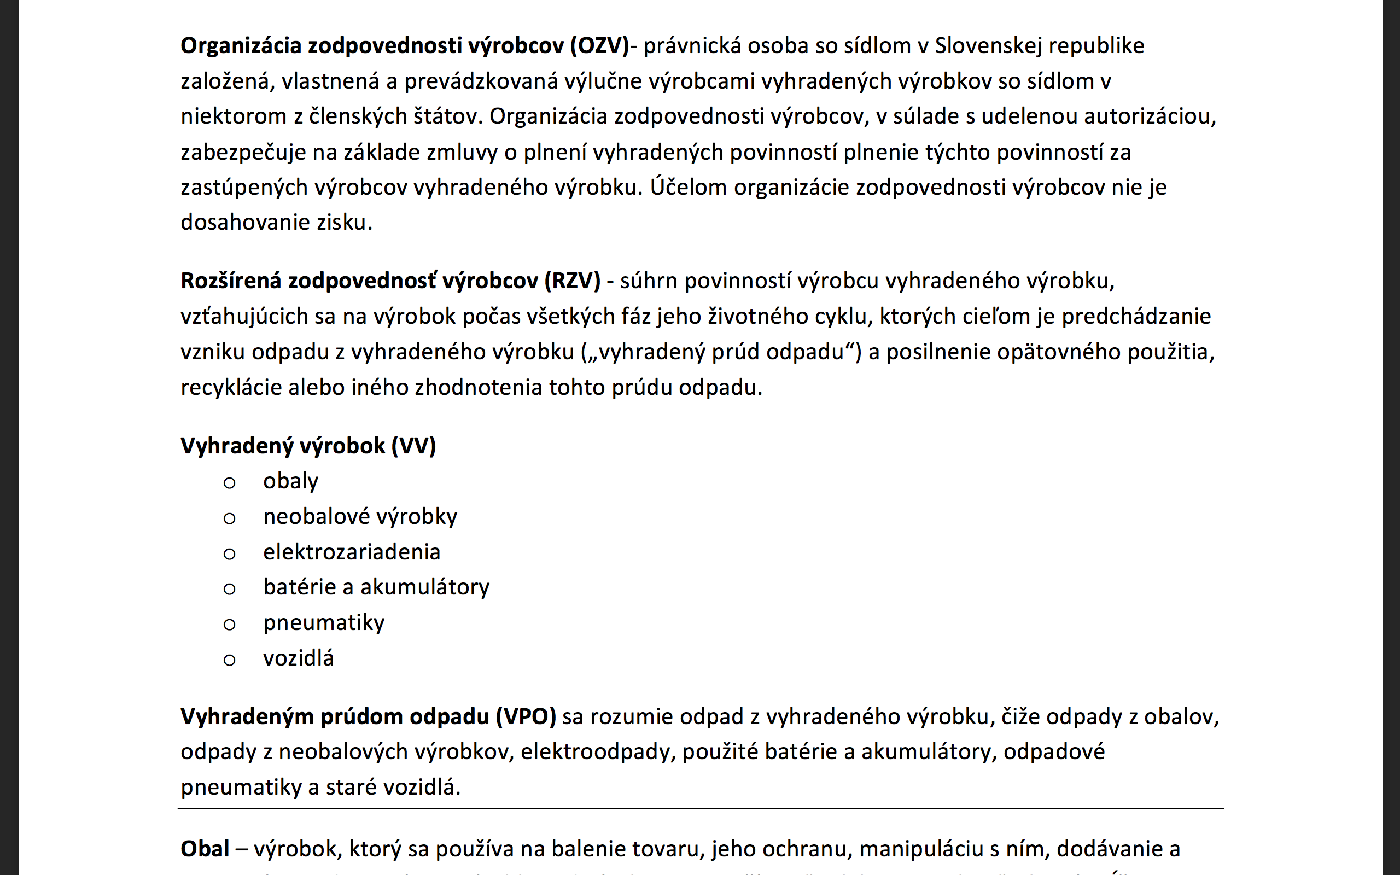 Organizácia zodpovednosti výrobcov (OZV)- právnická osoba so sídlom v Slovenskej republike
založená, vlastnená a prevádzkovaná výlučne výrobcami vyhradených výrobkov so sídlom v
niektorom z členských štátov. Organizácia zodpovednosti výrobcov, v súlade s udelenou autorizáciou,
zabezpečuje na základe zmluvy o plnení vyhradených povinností plnenie týchto povinností za
zastúpených výrobcov vyhradeného výrobku. Účelom organizácie zodpovednosti výrobcov nie je
dosahovanie zisku.
Rozšírená zodpovednosť výrobcov (RZV) - súhrn povinností výrobcu vyhradeného výrobku,
vzťahujúcich sa na výrobok počas všetkých fáz jeho životného cyklu, ktorých cieľom je predchádzanie
vzniku odpadu z vyhradeného výrobku („vyhradený prúd odpadu“) a posilnenie opätovného použitia,
recyklácie alebo iného zhodnotenia tohto prúdu odpadu.
Vyhradený výrobok (VV)
o obaly
o neobalové výrobky
o elektrozariadenia
o batérie a akumulátory
o pneumatiky
o vozidlá
Vyhradeným prúdom odpadu (VPO) sa rozumie odpad z vyhradeného výrobku, čiže odpady z obalov,
odpady z neobalových výrobkov, elektroodpady, použité batérie a akumulátory, odpadové
pneumatiky a staré vozidlá.
Obal – výrobok, ktorý sa používa na balenie tovaru, jeho ochranu, manipuláciu s ním, dodávanie a